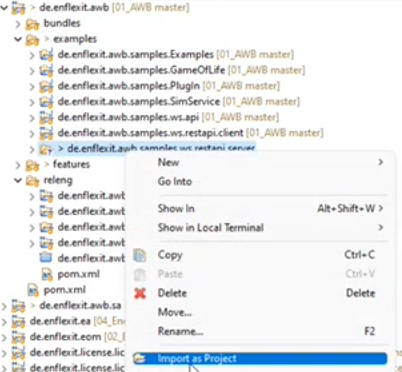 > de.enflexit.awb [01_AWB master]
bundles
> examples
de.enflexit.awb.samples.Examples [01_AWB master]
de.enflexit.awb.samples.GameOfLife [01_AWB master]
de.enflexit.awb.samples.PlugIn [01_AWB master]
de.enflexit.awb.samples.SimService [01_AWB master]
de.enflexit.awb.samples.ws.api [01_AWB master]
de.enflexit.awb.samples.ws.restapi.client [01_AWB master]
> de.enflexit.awb.samples.ws.restapi.server
> features
releng
de.enflexit.awb
de.enflexit.awb
de.enflexit.awb
de.enflexit.awb
pom.xml
pom.xml
> de.enflexit.awb.sa
> de.enflexit.ea [04_En
> de.enflexit.eom [02_E
> de.enflexit.license.lic
> de.enflexit.license.lic
New
Go Into
Show In Alt+Shift+W >
Show in Local Terminal
Copy Ctrl+C
Paste Ctrl+V
Delete Delete
Move...
Rename... F2
Import as Project